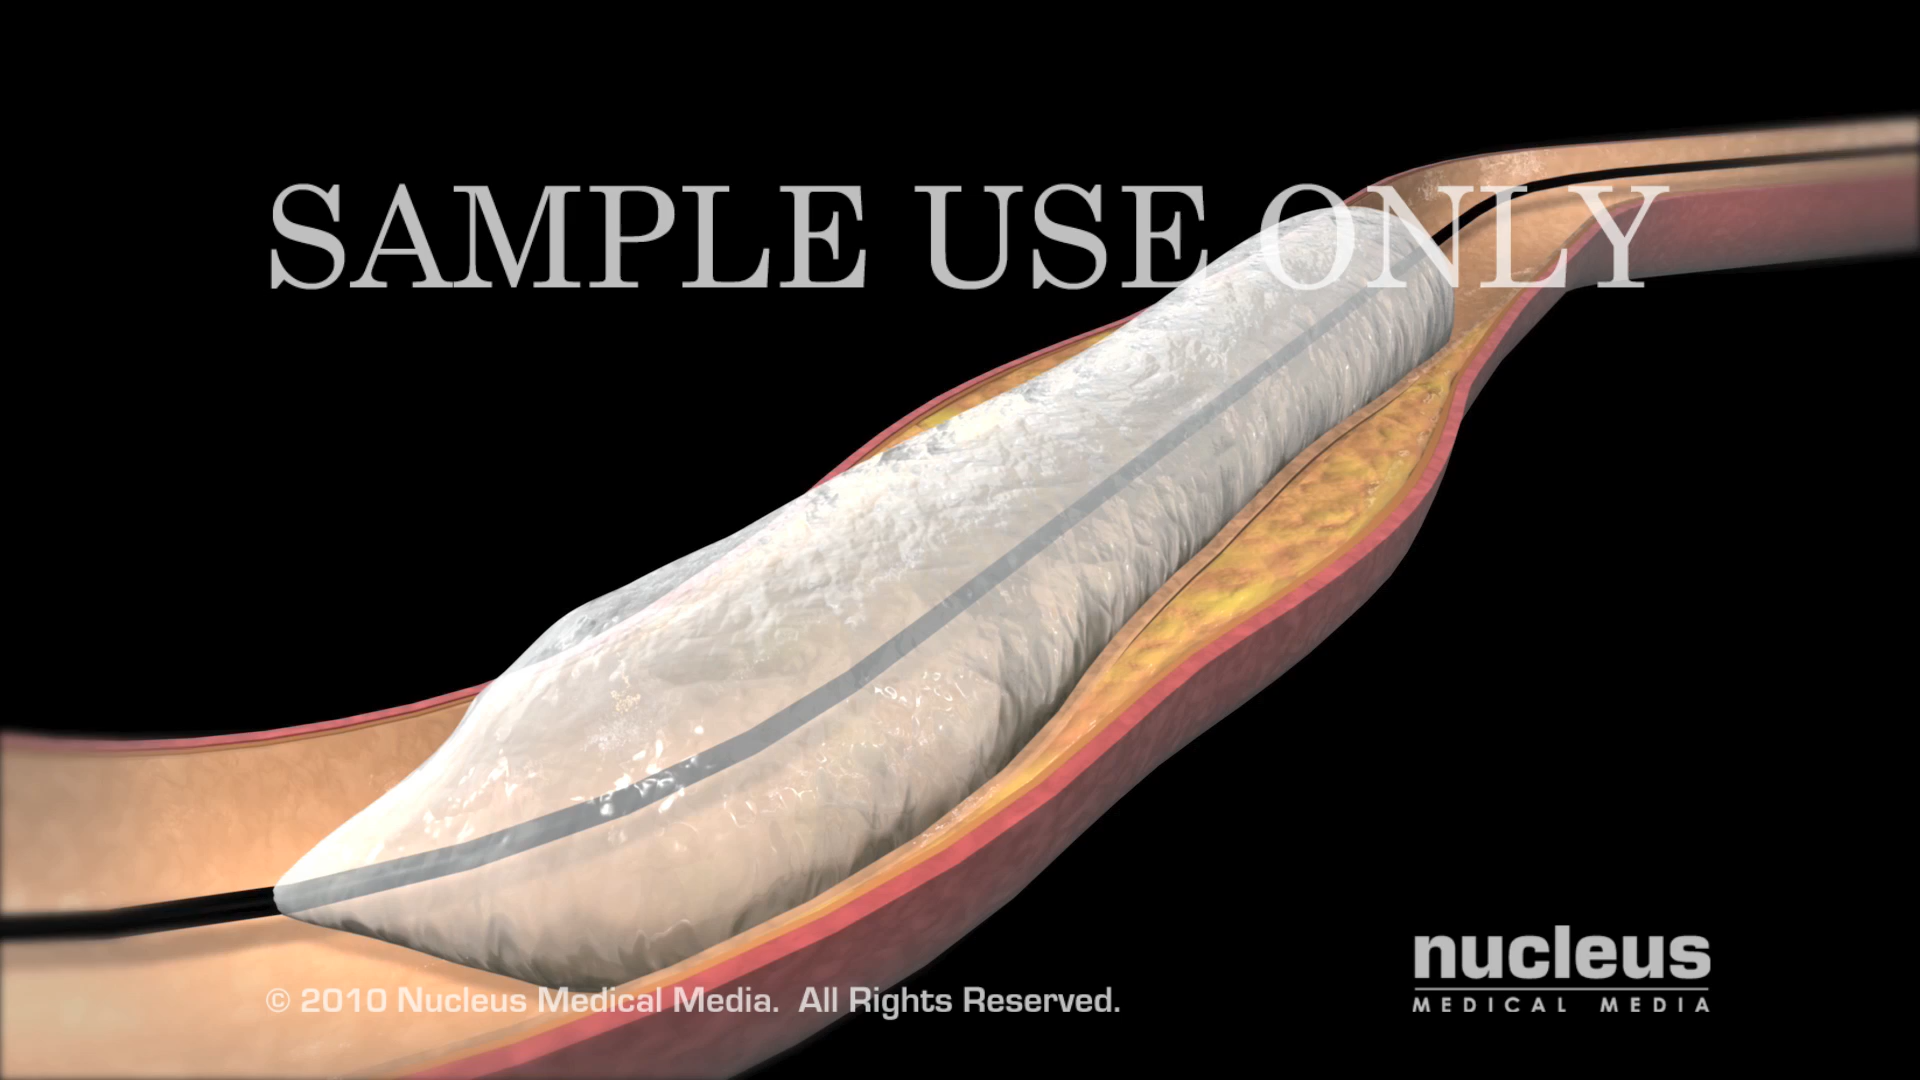 SAMPLE USE ONLY
© 2010 Nucleus Medical Media.  All Rights Reserved.
nucleus
MEDICAL MEDIA